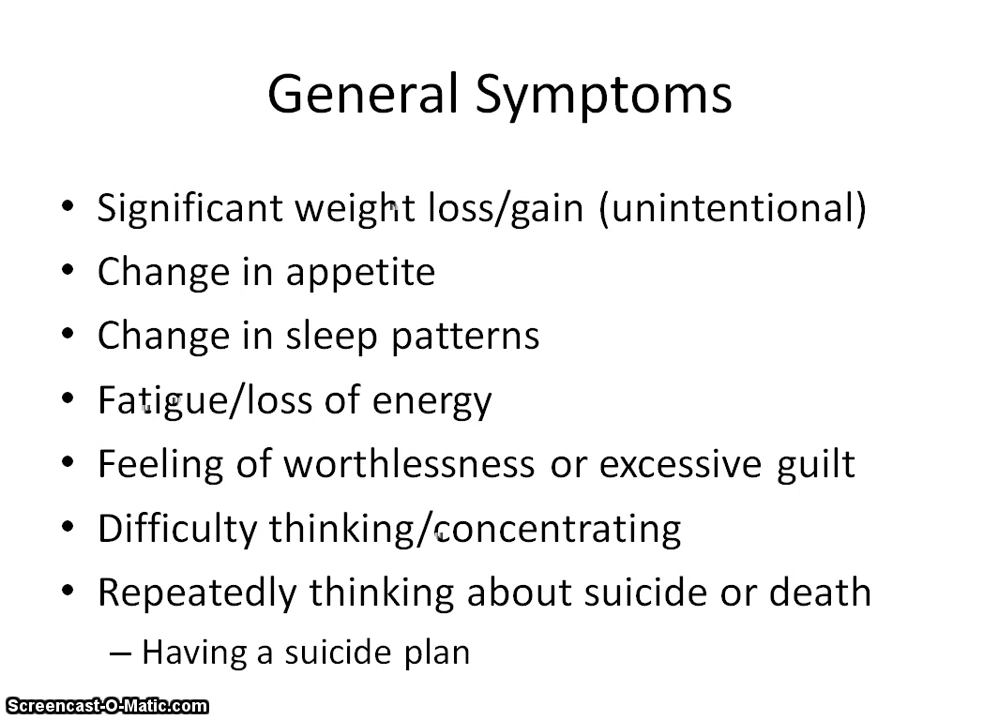 General Symptoms
• Significant weight loss/gain (unintentional)
• Change in appetite
• Change in sleep patterns
• Fatigue/loss of energy
• Feeling of worthlessness or excessive guilt
• Difficulty thinking/concentrating
• Repeatedly thinking about suicide or death
– Having a suicide plan
Screencast-O-Matic.com